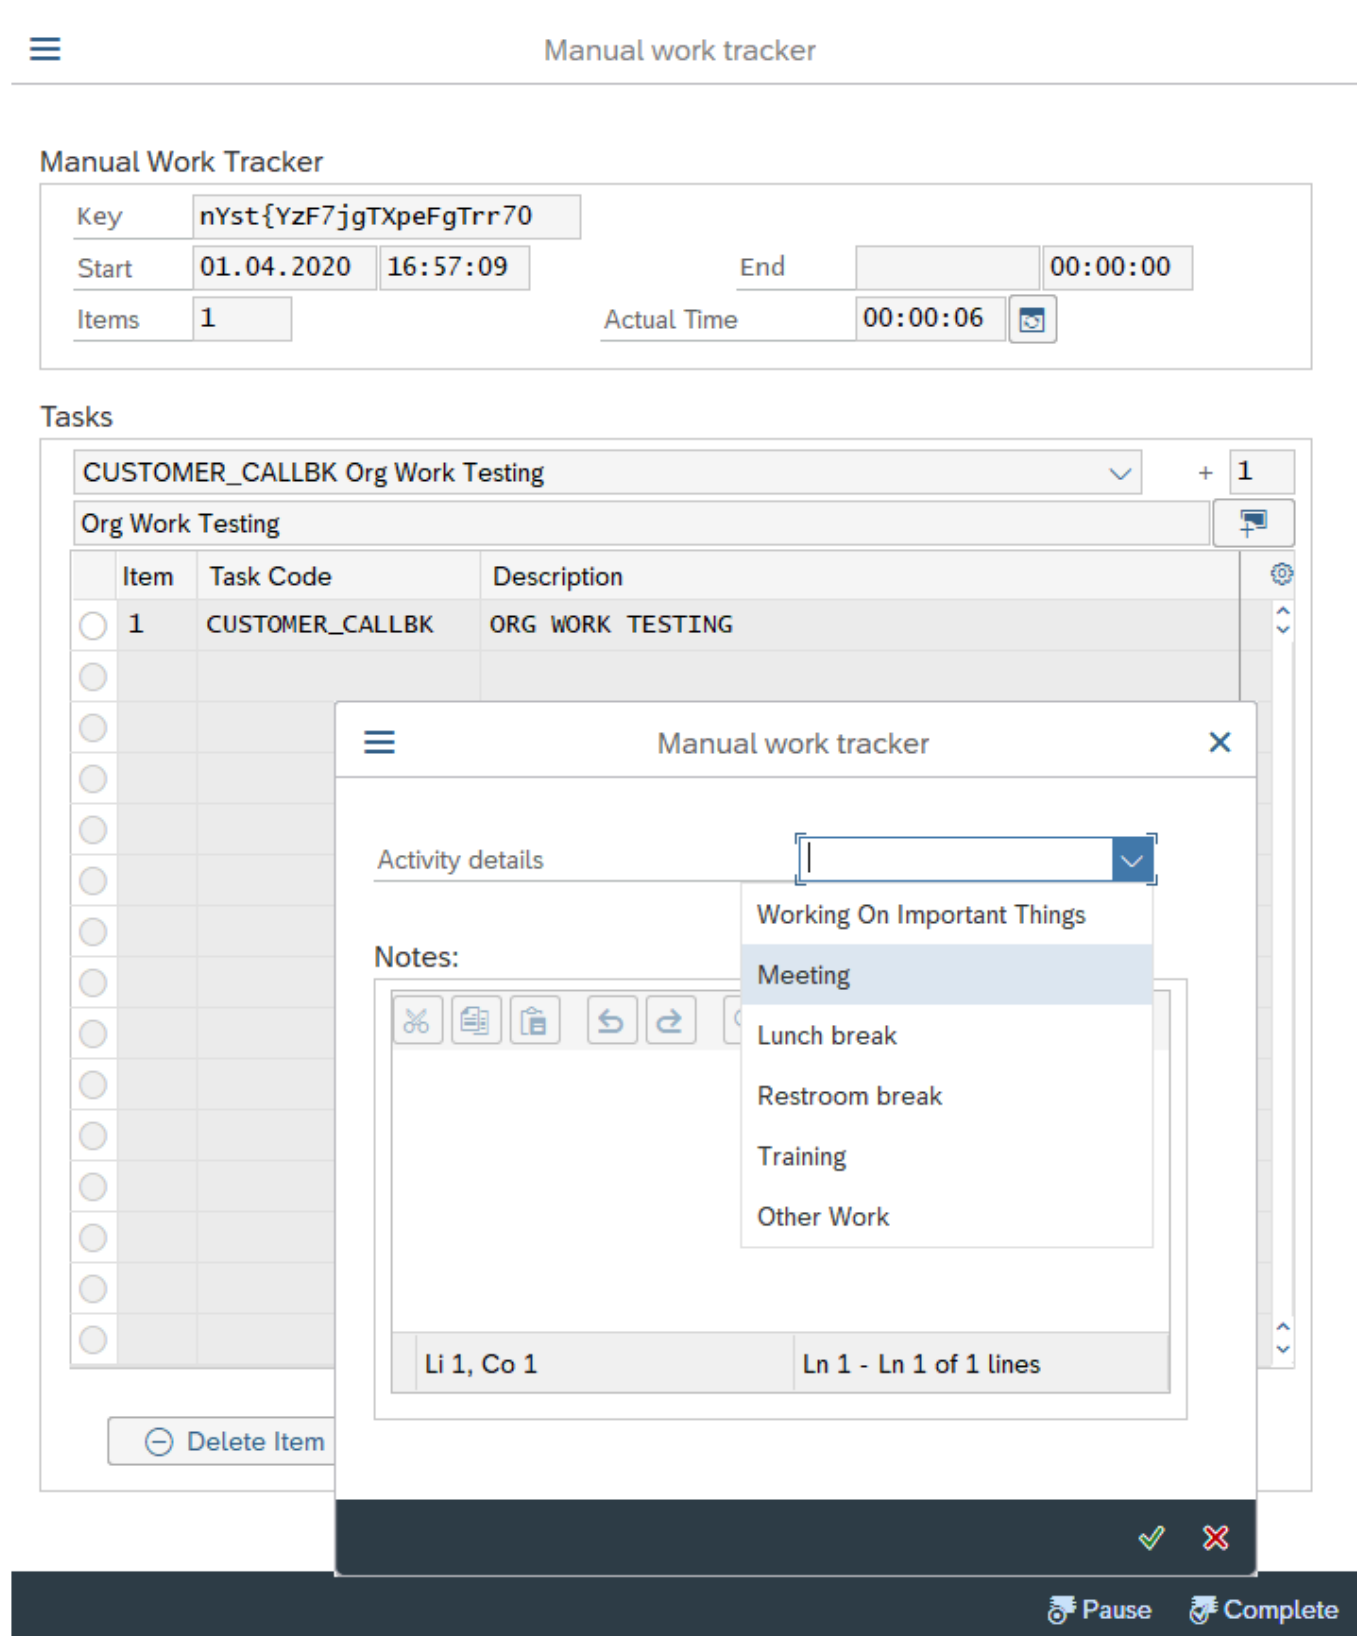 Manual work tracker
Manual Work Tracker
Key nYst{YzF7jgTXpeFgTrr70
Start 01.04.2020 16:57:09 End 00:00:00
Items 1 Actual Time 00:00:06
Tasks
CUSTOMER_CALLBK Org Work Testing + 1
Org Work Testing
Item Task Code Description
1 CUSTOMER_CALLBK ORG WORK TESTING
Manual work tracker
Activity details
Working On Important Things
Notes:
Meeting
Lunch break
Restroom break
Training
Other Work
Li 1, Co 1 Ln 1 - Ln 1 of 1 lines
Delete Item
Pause Complete